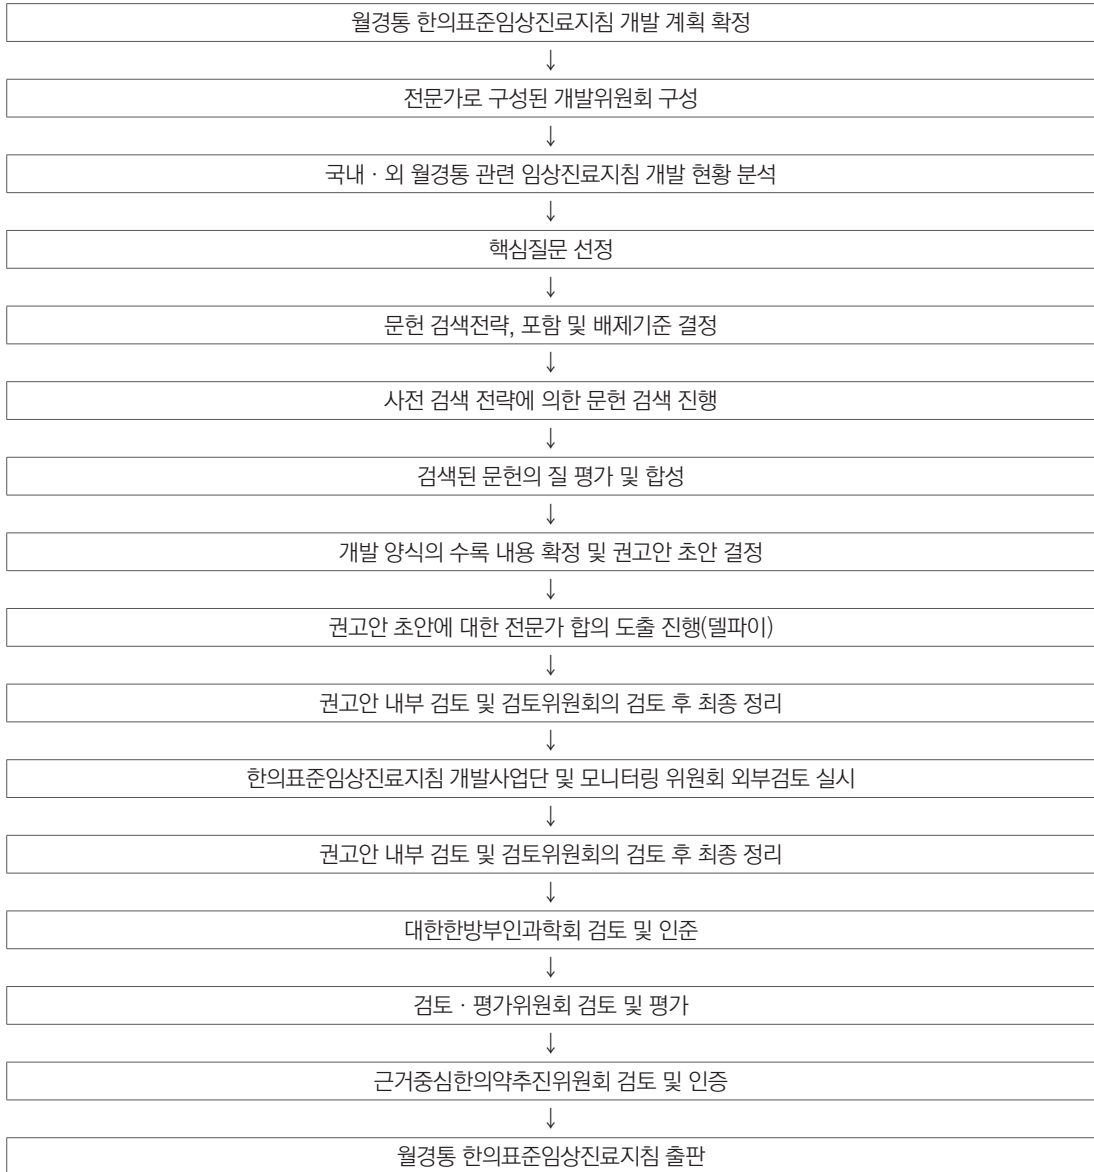 월경통 한의표준임상진료지침 개발 계획 확정
↓
전문가로 구성된 개발위원회 구성
↓
국내 · 외 월경통 관련 임상진료지침 개발 현황 분석
↓
핵심질문 선정
↓
문헌 검색전략, 포함 및 배제기준 결정
↓
사전 검색 전략에 의한 문헌 검색 진행
↓
검색된 문헌의 질 평가 및 합성
↓
개발 양식의 수록 내용 확정 및 권고안 초안 결정
↓
권고안 초안에 대한 전문가 합의 도출 진행(델파이)
↓
권고안 내부 검토 및 검토위원회의 검토 후 최종 정리
↓
한의표준임상진료지침 개발사업단 및 모니터링 위원회 외부검토 실시
↓
권고안 내부 검토 및 검토위원회의 검토 후 최종 정리
↓
대한한방부인과학회 검토 및 인준
↓
검토 · 평가위원회 검토 및 평가
↓
근거중심한의약추진위원회 검토 및 인증
↓
월경통 한의표준임상진료지침 출판